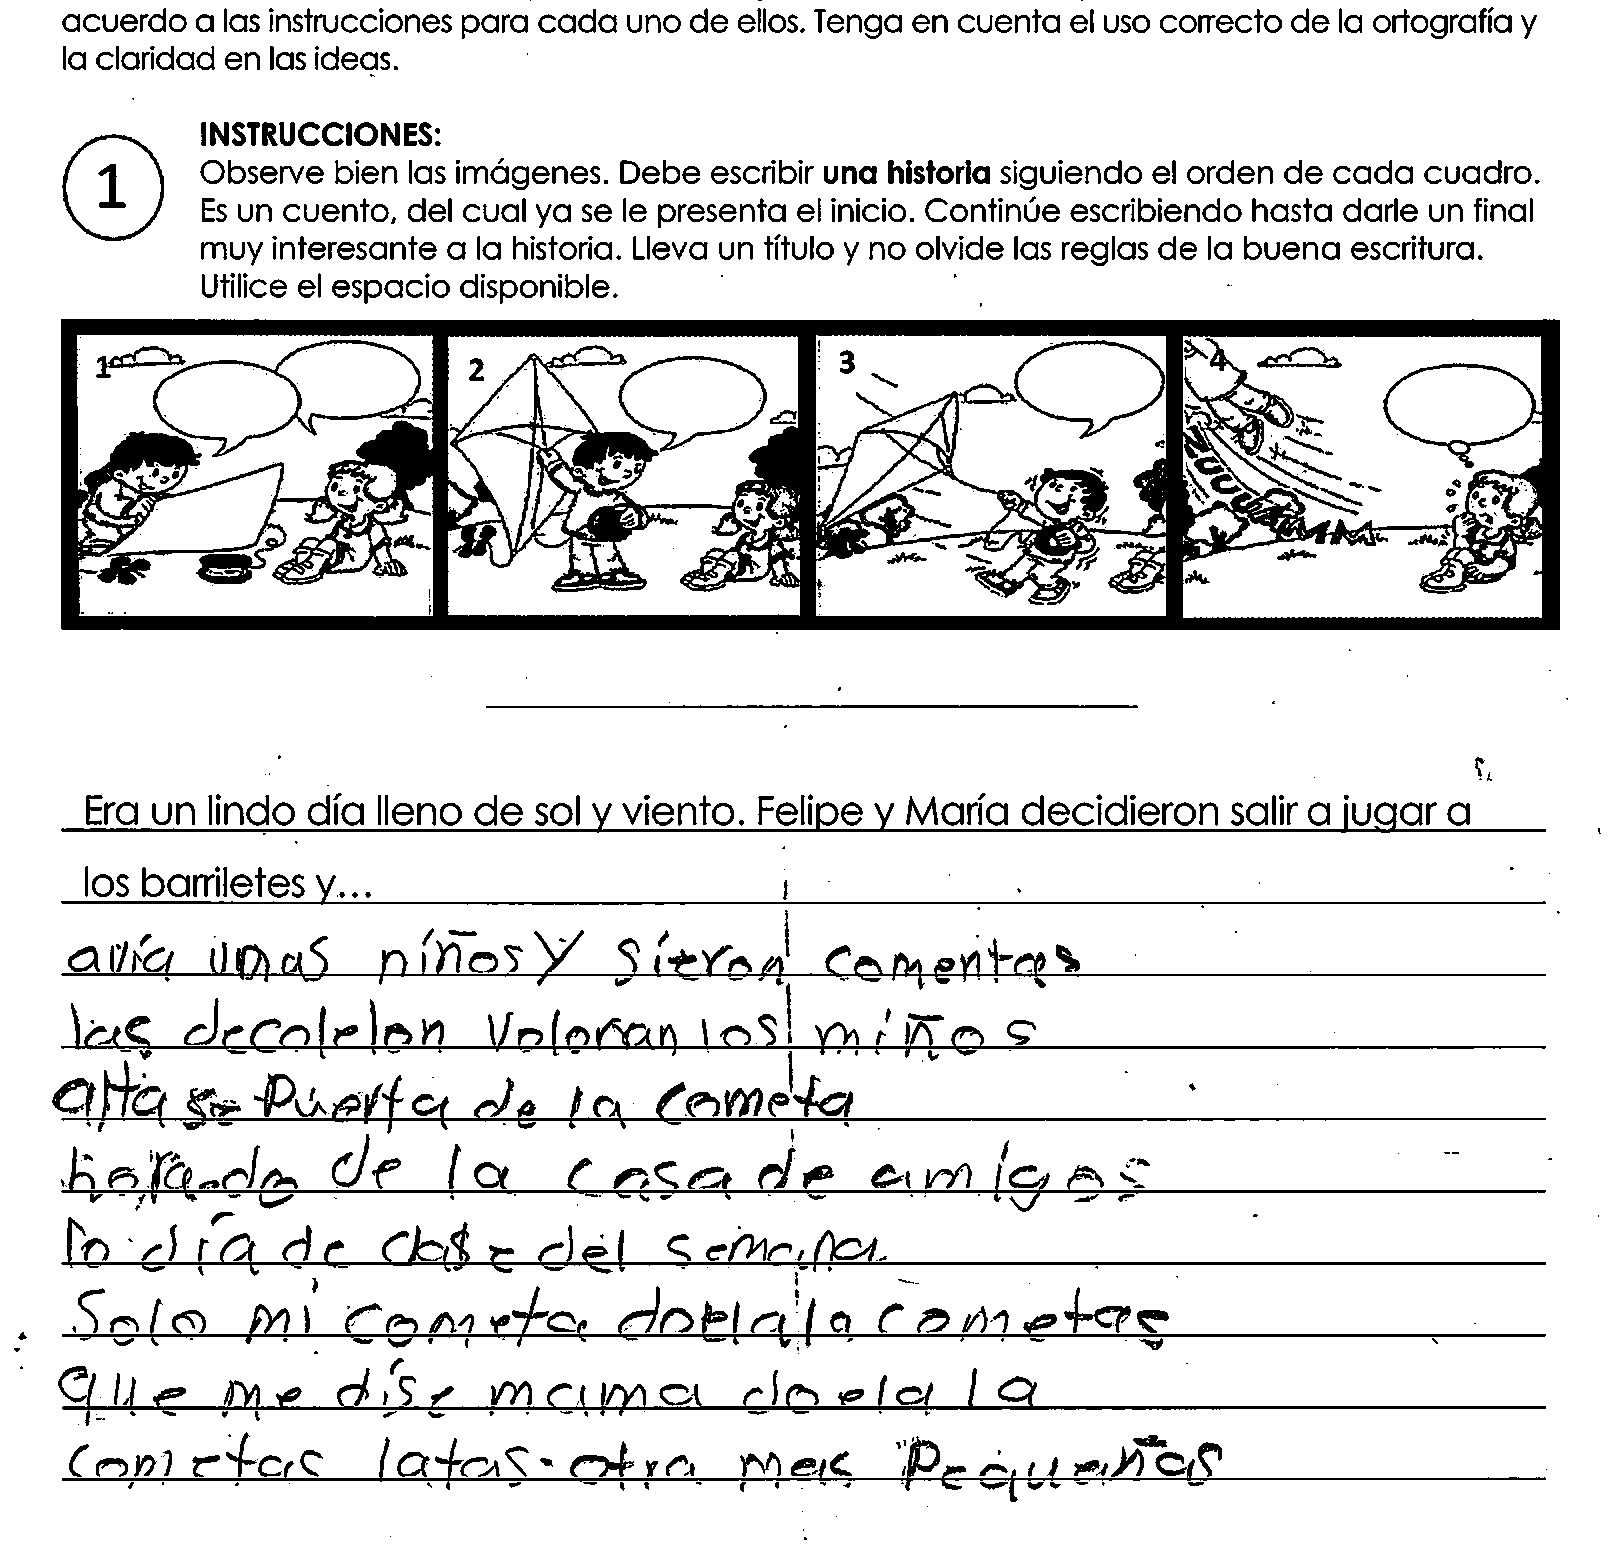 acuerdo a las instrucciones para cada uno de ellos. Tenga en cuenta el uso correcto de la ortografía y
la claridad en las ideas.
1
INSTRUCCIONES:
Observe bien las imágenes. Debe escribir una historia siguiendo el orden de cada cuadro.
Es un cuento, del cual ya se le presenta el inicio. Continúe escribiendo hasta darle un final
muy interesante a la historia. Lleva un título y no olvide las reglas de la buena escritura.
Utilice el espacio disponible.
1 2 3 4
Era un lindo día lleno de sol y viento. Felipe y María decidieron salir a jugar a
los barriletes y...
avía unas niños y sieron comentas
las decolelon voloran los miños
alta puerta de la cometa
de la casa de amigos
lo día de clase del semana
Solo mi cometa doela la cometas
que me dise mama doela la
cometas latas. otra mas Pequeñas